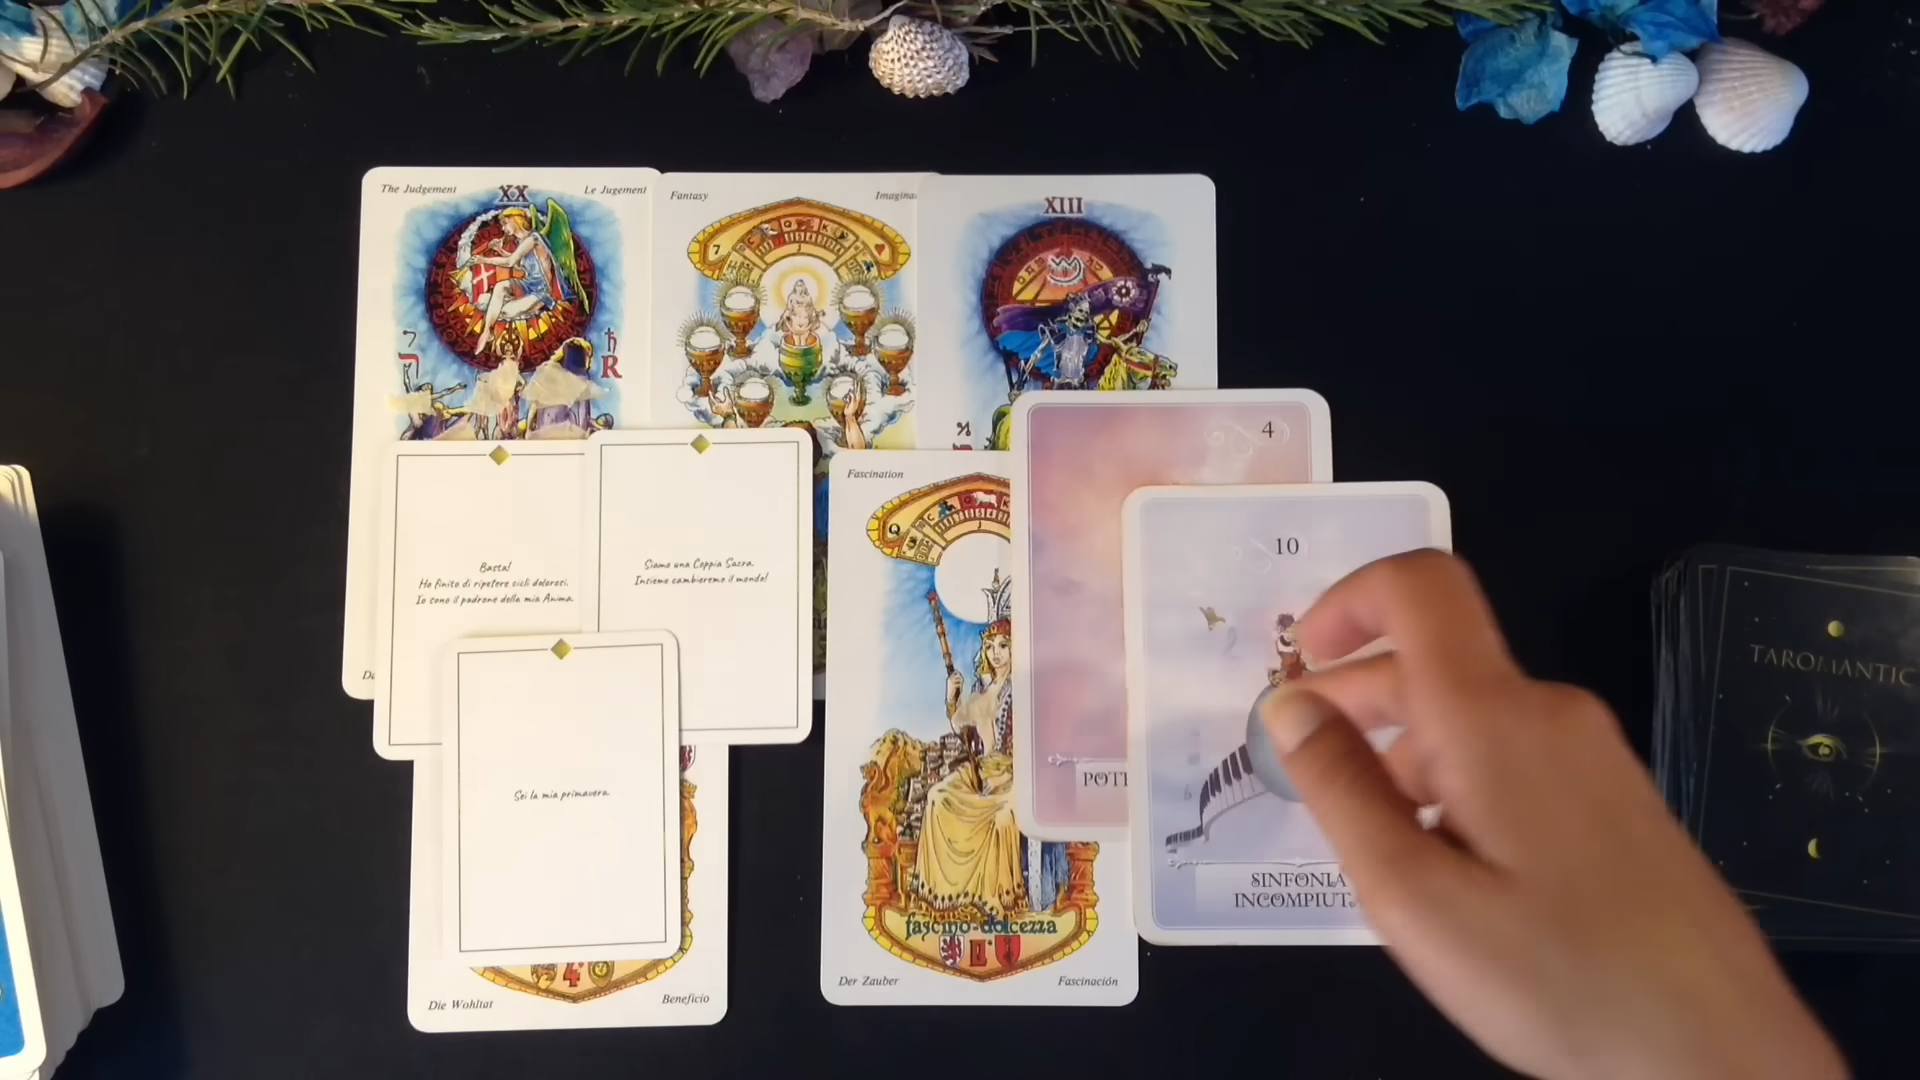 The Judgement
XX
Le Jugement
Fantasy
7
XIII
R
4
Fascination
Q
10
Basta!
Ho finito di ripetere cicli dolorosi.
Io sono il padrone della mia Anima.
Siamo una Coppia Sacra.
Insieme cambieremo il mondo!
Sei la mia primavera.
TAROMANTIC
SINFONIA
fascino-dolcezza
4
Die Wohltat
Beneficio
Der Zauber
Fascinación